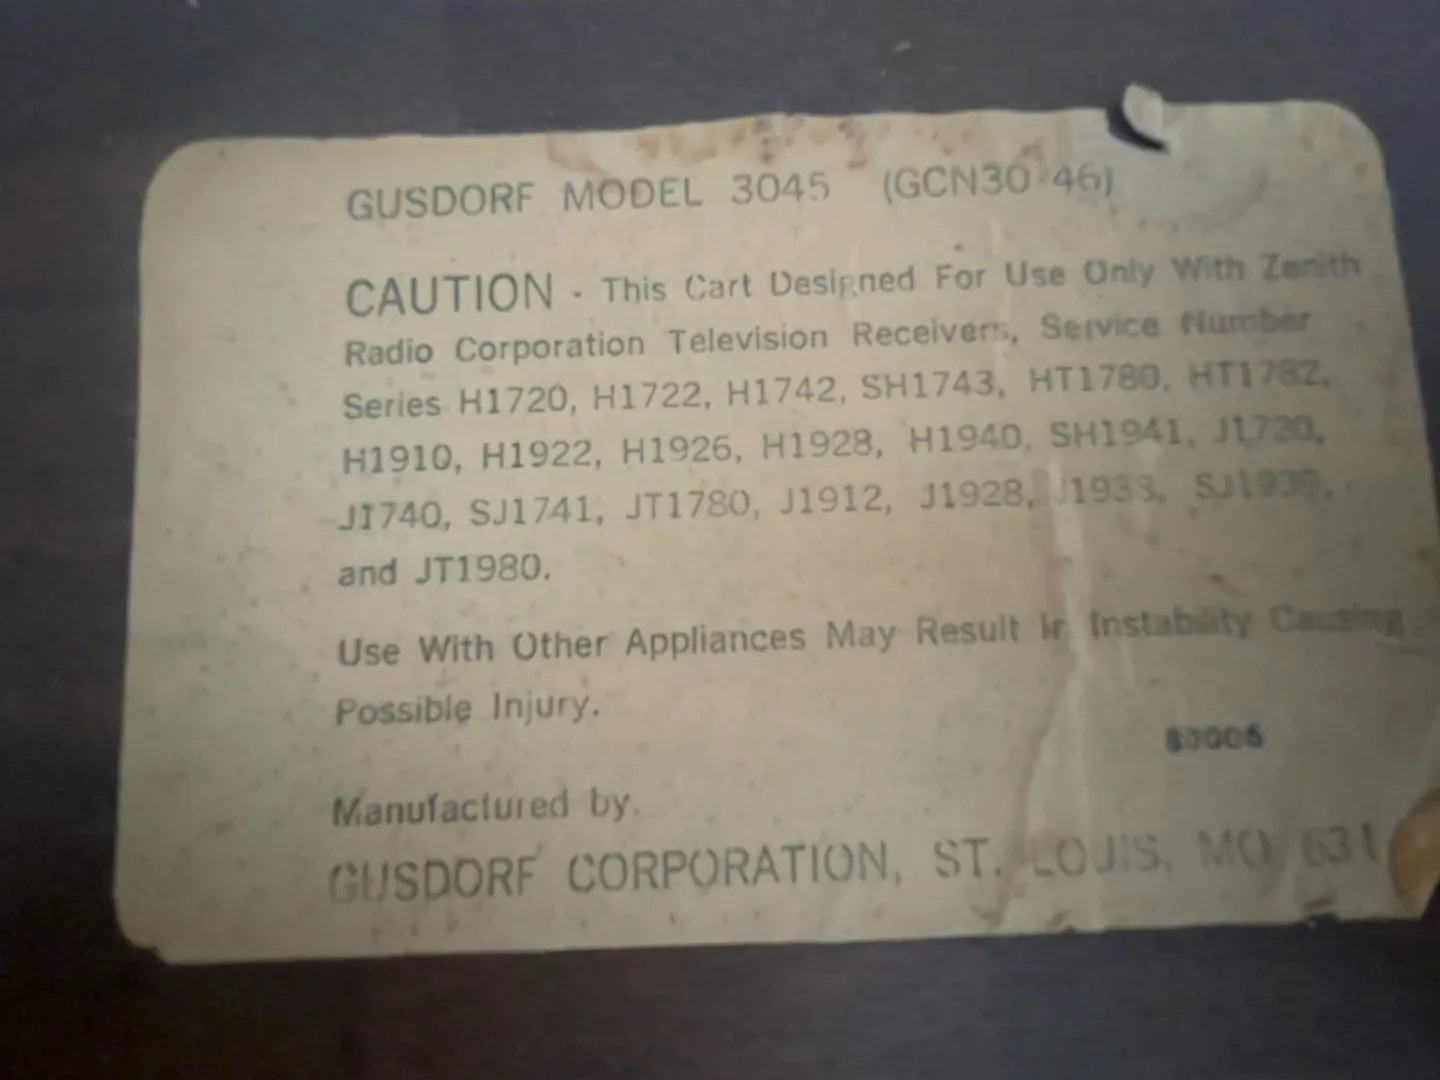 GUSDORF MODEL 3045 (GCN30 46)
CAUTION - This Cart Designed For Use Only With Zenith
Radio Corporation Television Receivers, Service Number
Series H1720, H1722, H1742, SH1743, HT1780, HT1782,
H1910, H1922, H1926, H1928, H1940, SH1941, J1720,
J1740, SJ1741, JT1780, J1912, J1928, J1933,
and JT1980.
Use With Other Appliances May Result In Instability Causing
Possible Injury.
Manufactured by.
GUSDORF CORPORATION, ST. LOUIS, MO 631